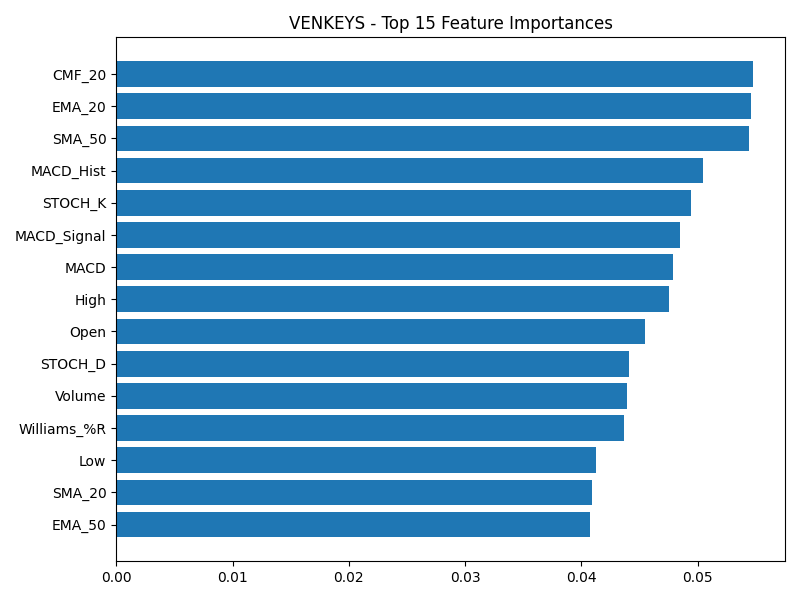 VENKEYS - Top 15 Feature Importances
CMF_20
EMA_20
SMA_50
MACD_Hist
STOCH_K
MACD_Signal
MACD
High
Open
STOCH_D
Volume
Williams_%R
Low
SMA_20
EMA_50
0.00 0.01 0.02 0.03 0.04 0.05